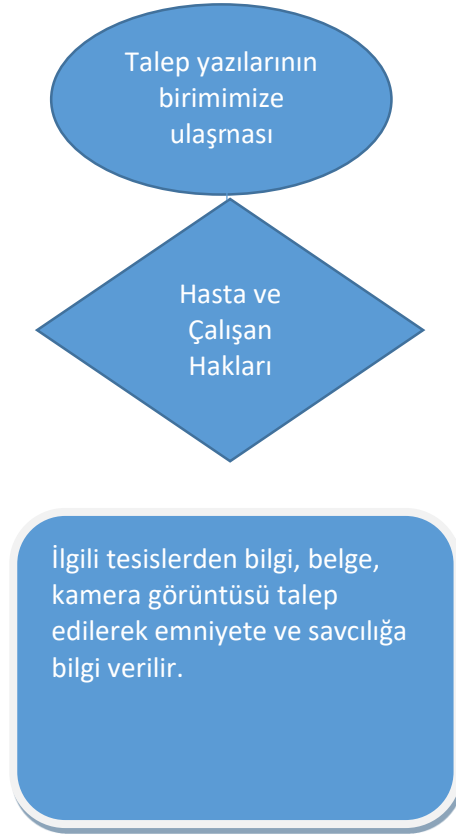 Talep yazılarının
birimimize
ulaşması
Hasta ve
Çalışan
Hakları
İlgili tesislerden bilgi, belge,
kamera görüntüsü talep
edilerek emniyete ve savcılığa
bilgi verilir.